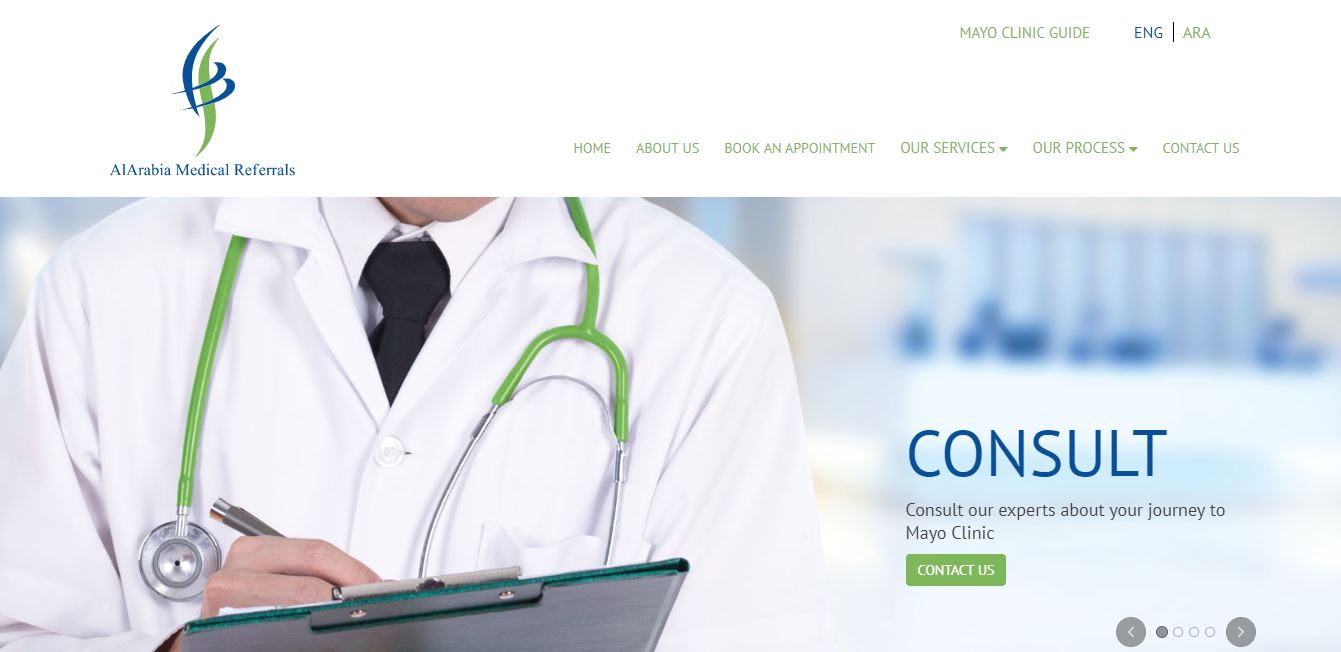 MAYO CLINIC GUIDE
ENG
ARA
AlArabia Medical Referrals
HOME
ABOUT US
BOOK AN APPOINTMENT
OUR SERVICES
OUR PROCESS
CONTACT US
CONSULT
Consult our experts about your journey to
Mayo Clinic
CONTACT US